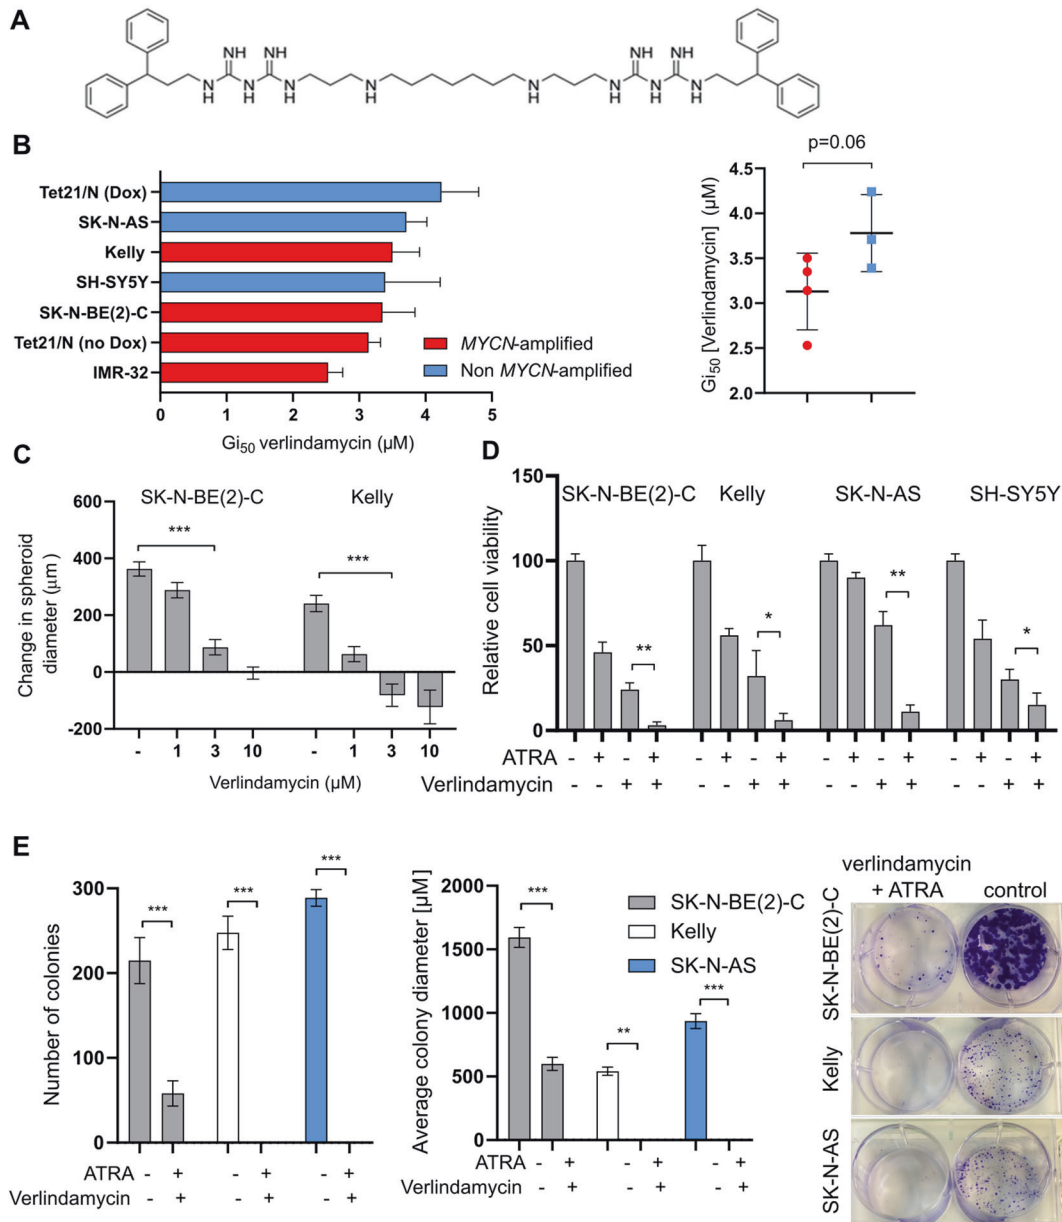 A
NH NH NH NH
N H N H N H N H N H N H N H N H
B
Tet21/N (Dox)
SK-N-AS
Kelly
SH-SY5Y
SK-N-BE(2)-C
Tet21/N (no Dox)
IMR-32
MYCN-amplified
Non MYCN-amplified
0 1 2 3 4 5
Gi50 verlindamycin (µM)
p=0.06
Gi50 [Verlindamycin] (µM)
4.5
4.0
3.5
3.0
2.5
2.0
C
SK-N-BE(2)-C Kelly
Change in spheroid
diameter (µm)
600
400
200
0
-200
*** ***
- 1 3 10 - 1 3 10
Verlindamycin (µM)
D
Relative cell viability
150
100
50
0
SK-N-BE(2)-C Kelly SK-N-AS SH-SY5Y
** * ** *
ATRA - + - + - + - + - + - + - + - +
Verlindamycin - - + + - - + + - - + + - - + +
E
Number of colonies
300
200
100
0
*** *** ***
ATRA - + - + - +
Verlindamycin - + - + - +
Average colony diameter [µM]
2000
1500
1000
500
0
*** ** ***
SK-N-BE(2)-C
Kelly
SK-N-AS
ATRA - + - + - +
Verlindamycin - + - + - +
verlindamycin
+ ATRA control
SK-N-BE(2)-C
Kelly
SK-N-AS